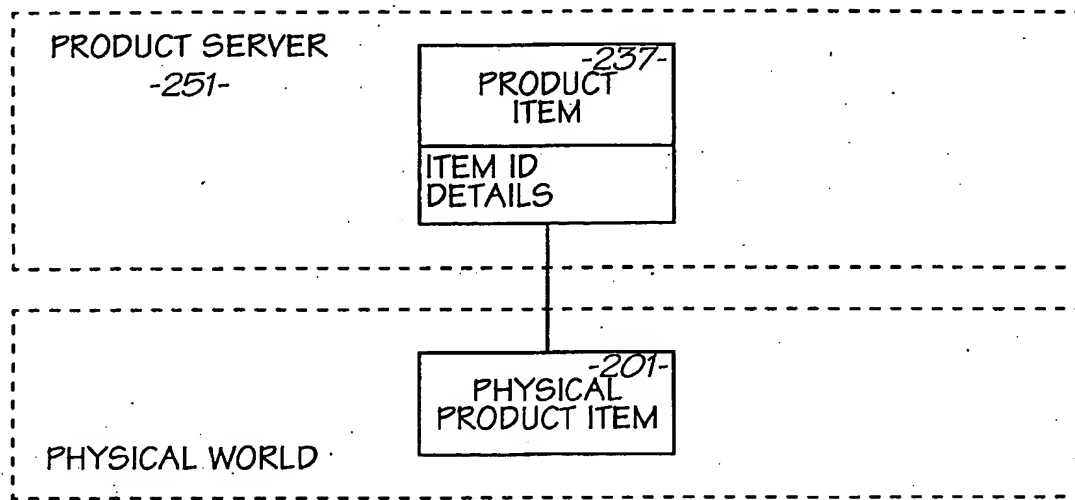 PRODUCT SERVER
-251-
-237-
PRODUCT
ITEM
ITEM ID
DETAILS
-201-
PHYSICAL
PRODUCT ITEM
PHYSICAL WORLD